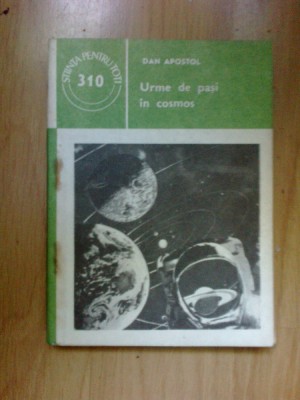 ȘTIINȚA PENTRU TOȚI
310
DAN APOSTOL
Urme de pași
în cosmos